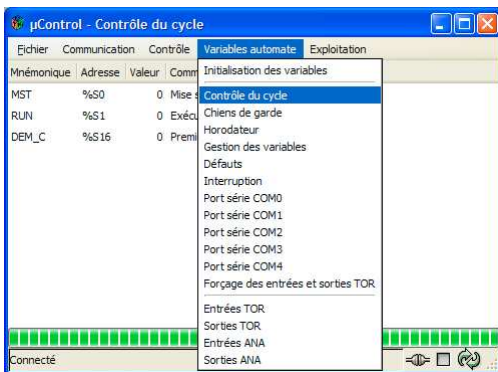 µControl - Contrôle du cycle
Fichier Communication Contrôle Variables automate Exploitation
Mnémonique Adresse Valeur Comm
MST %S0 0 Mise
RUN %S1 0 Exécu
DEM_C %S16 0 Premi
Initialisation des variables
Contrôle du cycle
Chiens de garde
Horodateur
Gestion des variables
Défauts
Interruption
Port série COM0
Port série COM1
Port série COM2
Port série COM3
Port série COM4
Forçage des entrées et sorties TOR
Entrées TOR
Sorties TOR
Entrées ANA
Sorties ANA
Connecté